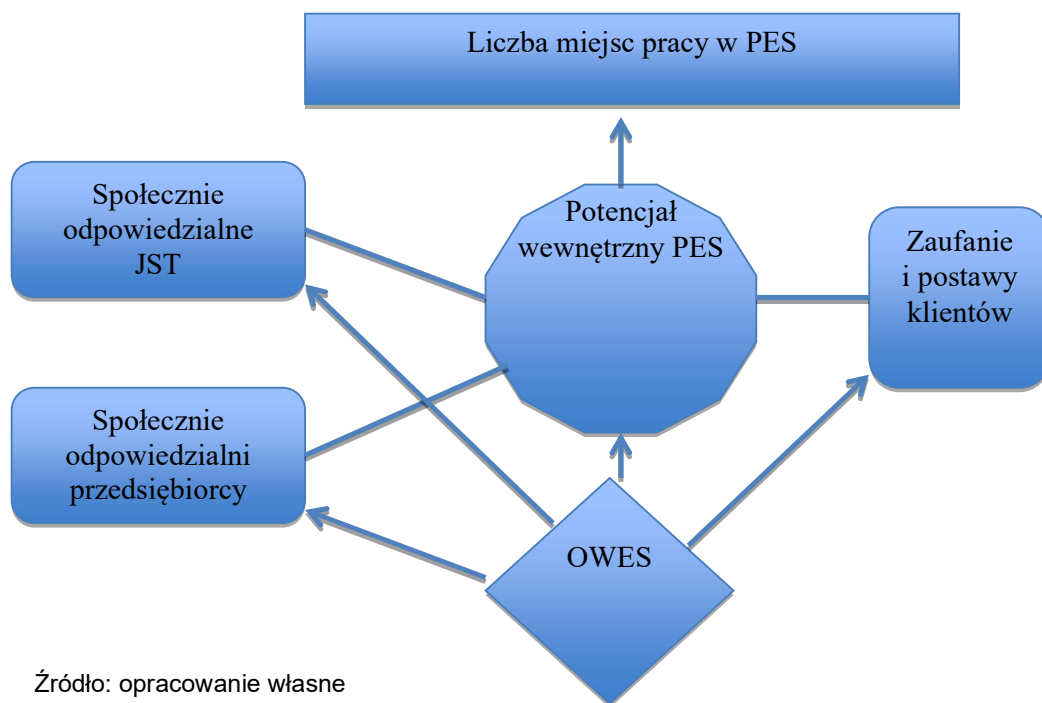 Liczba miejsc pracy w PES
Społecznie
odpowiedzialne
JST
Potencjał
wewnętrzny PES
Zaufanie
i postawy
klientów
Społecznie
odpowiedzialni
przedsiębiorcy
OWES
Źródło: opracowanie własne